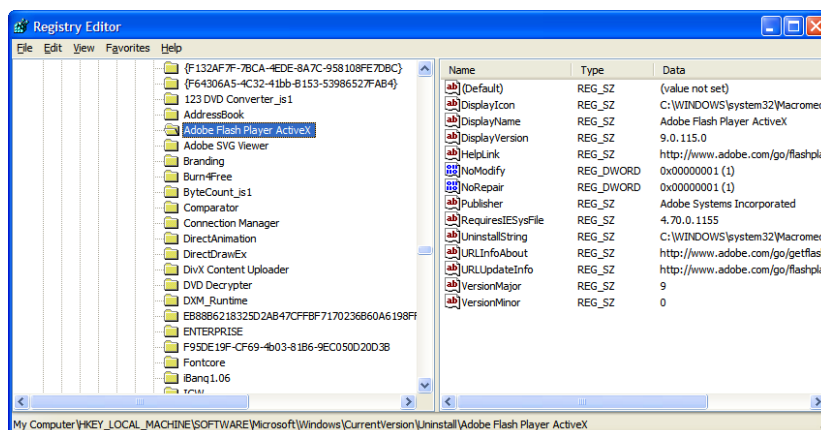 Registry Editor
File Edit View Favorites Help
{F132AF7F-7BCA-4EDE-8A7C-958108FE7DBC}
{F64306A5-4C32-41bb-B153-53986527FAB4}
123 DVD Converter_is1
AddressBook
Adobe Flash Player ActiveX
Adobe SVG Viewer
Branding
Burn4Free
ByteCount_is1
Comparator
Connection Manager
DirectAnimation
DirectDrawEx
DivX Content Uploader
DVD Decrypter
DXM_Runtime
EB88B6218325D2AB47CFFBF7170236B60A6198FF
ENTERPRISE
F95DE19F-CF69-4b03-81B6-9EC050D20D3B
Fontcore
iBanq1.06
ICW
Name Type Data
(Default) REG_SZ (value not set)
DisplayIcon REG_SZ C:\WINDOWS\system32\Macromed
DisplayName REG_SZ Adobe Flash Player ActiveX
DisplayVersion REG_SZ 9.0.115.0
HelpLink REG_SZ http://www.adobe.com/go/flashpla
NoModify REG_DWORD 0x00000001 (1)
NoRepair REG_DWORD 0x00000001 (1)
Publisher REG_SZ Adobe Systems Incorporated
RequiresIESysFile REG_SZ 4.70.0.1155
UninstallString REG_SZ C:\WINDOWS\system32\Macromed
URLInfoAbout REG_SZ http://www.adobe.com/go/getflas
URLUpdateInfo REG_SZ http://www.adobe.com/go/flashpla
VersionMajor REG_SZ 9
VersionMinor REG_SZ 0
My Computer\HKEY_LOCAL_MACHINE\SOFTWARE\Microsoft\Windows\CurrentVersion\Uninstall\Adobe Flash Player ActiveX